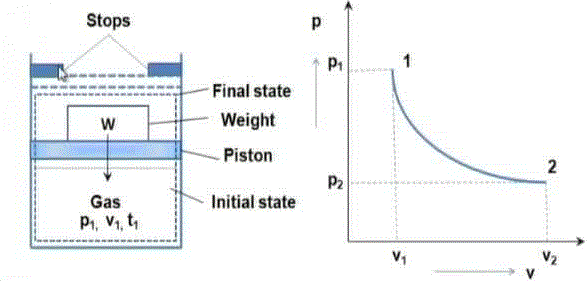 Stops
Final state
Weight
W
Piston
Gas
p1, v1, t1
Initial state
p
p1
1
2
p2
v1
v
v2